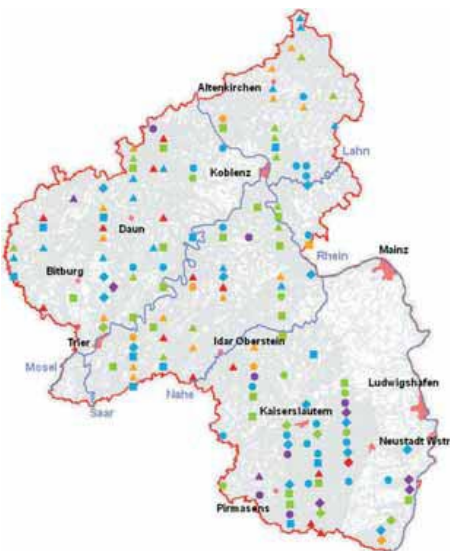 Altenkirchen
Lahn
Koblenz
Daun
Rhein
Mainz
Bitburg
Trier
Idar Oberstein
Mosel
Ludwigshafen
Saar
Nahe
Kaiserslautern
Neustadt Wstr
Pirmasens